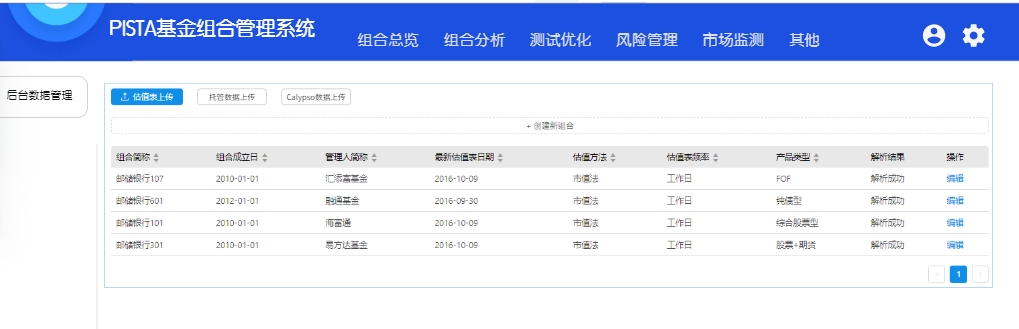 PISTA基金组合管理系统
组合总览 组合分析 测试优化 风险管理 市场监测 其他
后台数据管理
估值表上传 托管数据上传 Calypso数据上传
+ 创建新组合
组合简称 组合成立日 管理人简称 最新估值表日期 估值方法 估值表频率 产品类型 解析结果 操作
邮储银行107 2010-01-01 汇添富基金 2016-10-09 市值法 工作日 FOF 解析成功 编辑
邮储银行601 2012-01-01 融通基金 2016-09-30 市值法 工作日 纯债型 解析成功 编辑
邮储银行101 2010-01-01 海富通 2016-10-09 市值法 工作日 综合股票型 解析成功 编辑
邮储银行301 2010-01-01 易方达基金 2016-10-09 市值法 工作日 股票+期货 解析成功 编辑
1